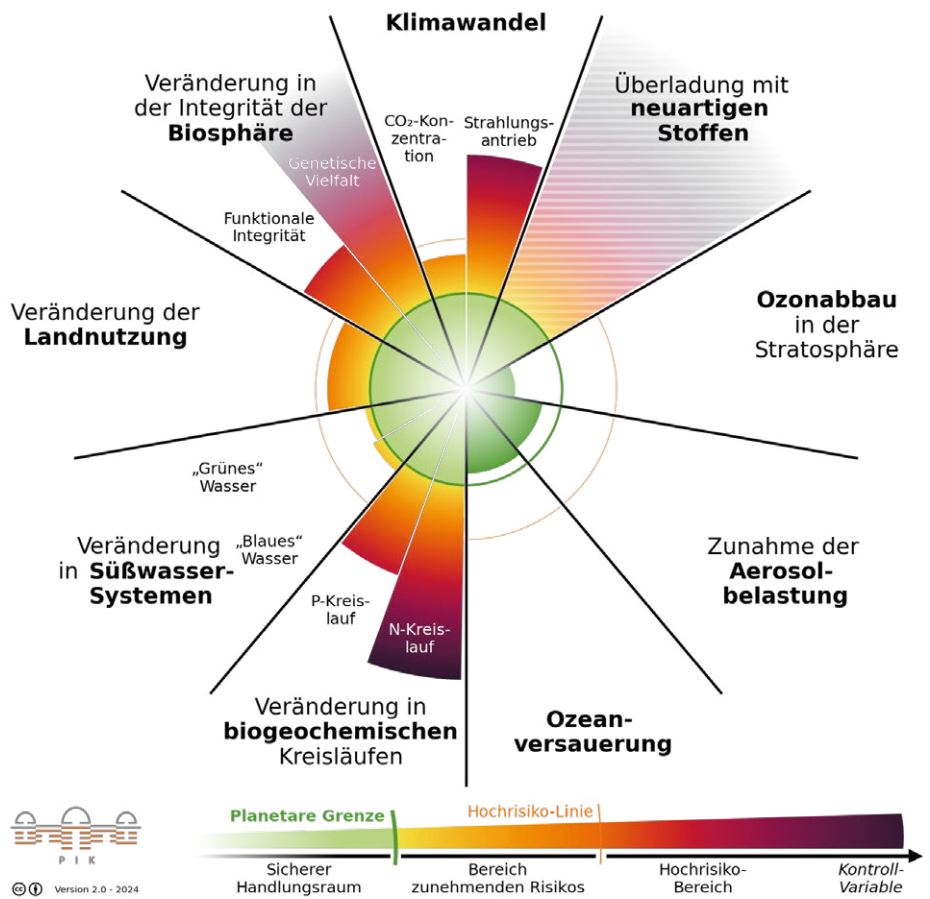 Klimawandel
Veränderung in
der Integrität der
Biosphäre
Überladung mit
neuartigen
Stoffen
CO₂-Kon-
zentra-
tion
Strahlungs-
antrieb
Genetische
Vielfalt
Funktionale
Integrität
Veränderung der
Landnutzung
Ozonabbau
in der
Stratosphäre
„Grünes“
Wasser
Veränderung
in Süßwasser-
Systemen
„Blaues“
Wasser
Zunahme der
Aerosol-
belastung
P-Kreis-
lauf
N-Kreis-
lauf
Veränderung in
biogeochemischen
Kreisläufen
Ozean-
versauerung
Planetare Grenze
Hochrisiko-Linie
Sicherer
Handlungsraum
Bereich
zunehmenden Risikos
Hochrisiko-
Bereich
Kontroll-
Variable
PIK
cc Version 2.0 - 2024